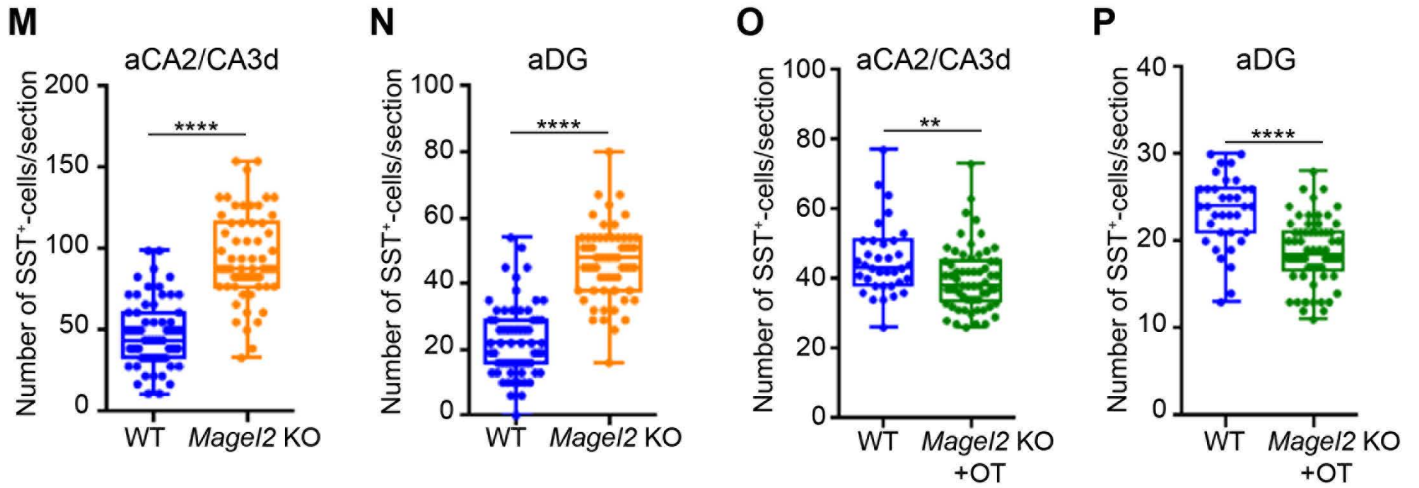 M
aCA2/CA3d
Number of SST⁺-cells/section
200
150
100
50
0
****
WT
Magel2 KO
N
aDG
Number of SST⁺-cells/section
100
80
60
40
20
0
****
WT
Magel2 KO
O
aCA2/CA3d
Number of SST⁺-cells/section
100
80
60
40
20
0
**
WT
Magel2 KO
+OT
P
aDG
Number of SST⁺-cells/section
40
30
20
10
0
****
WT
Magel2 KO
+OT